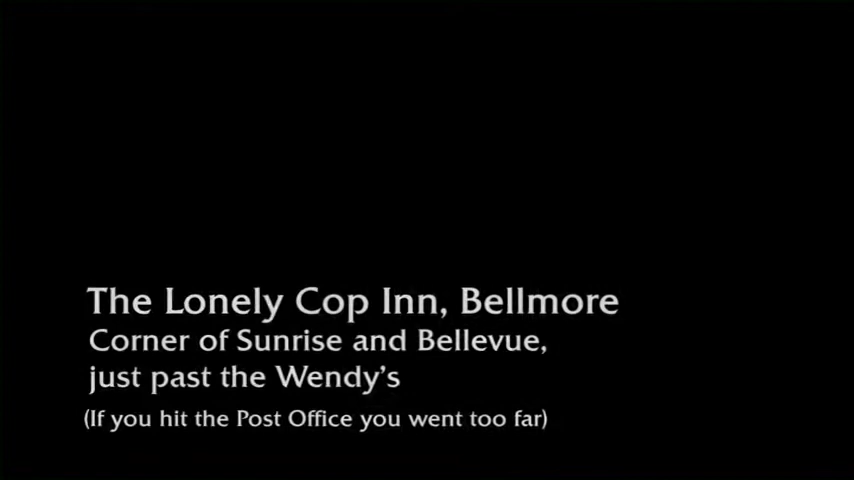 The Lonely Cop Inn, Bellmore
Corner of Sunrise and Bellevue,
just past the Wendy's
(If you hit the Post Office you went too far)